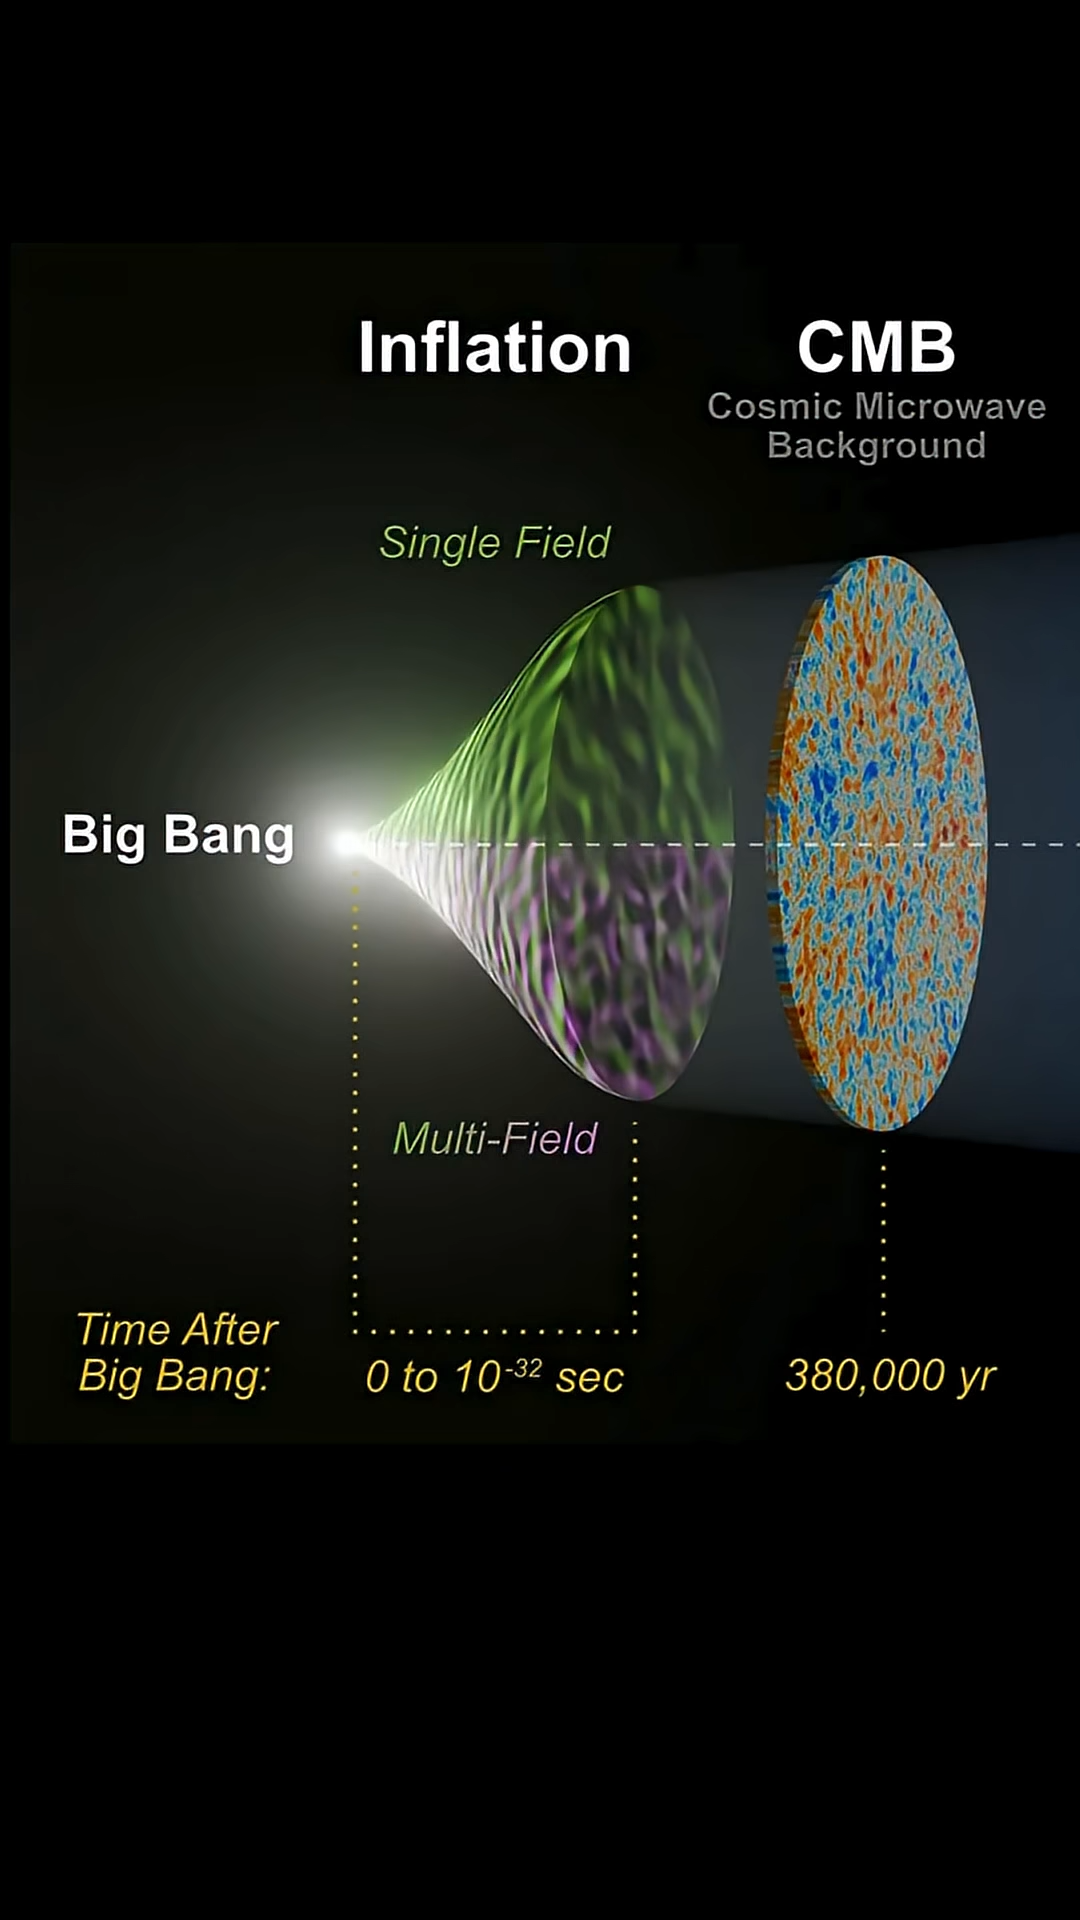 Inflation
CMB
Cosmic Microwave
Background
Single Field
Big Bang
Multi-Field
Time After
Big Bang:
0 to 10⁻³² sec
380,000 yr